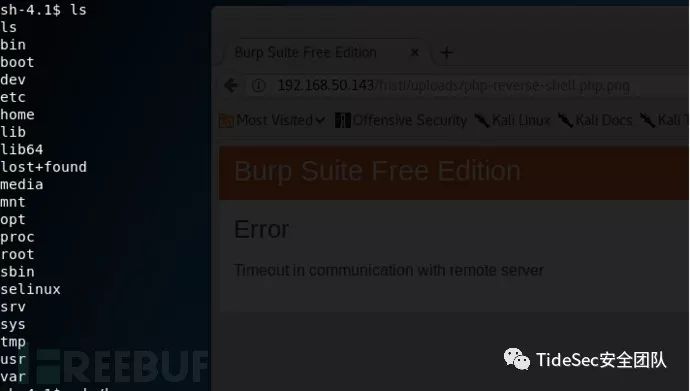 sh-4.1$ ls
ls
bin
boot
dev
etc
home
lib
lib64
lost+found
media
mnt
opt
proc
root
sbin
selinux
srv
sys
tmp
usr
var
Burp Suite Free Edition
192.168.50.143/fristi/uploads/php-reverse-shell.php.png
Most Visited
Offensive Security
Kali Linux
Kali Docs
Kali T
Burp Suite Free Edition
Error
Timeout in communication with remote server
REEBUF
TideSec安全团队